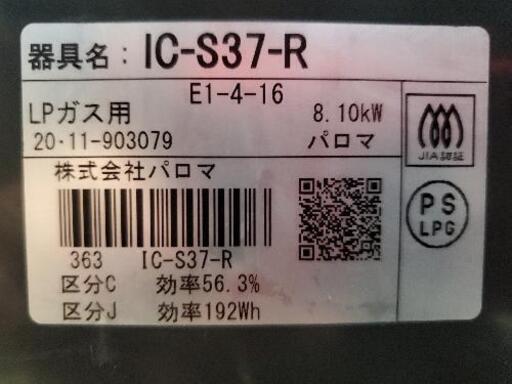 器具名：IC-S37-R
E1-4-16
LPガス用 8.10kW
20·11-903079 パロマ
JIA認証
株式会社パロマ
PS
LPG
363 IC-S37-R
区分C 効率56.3%
区分J 効率192Wh